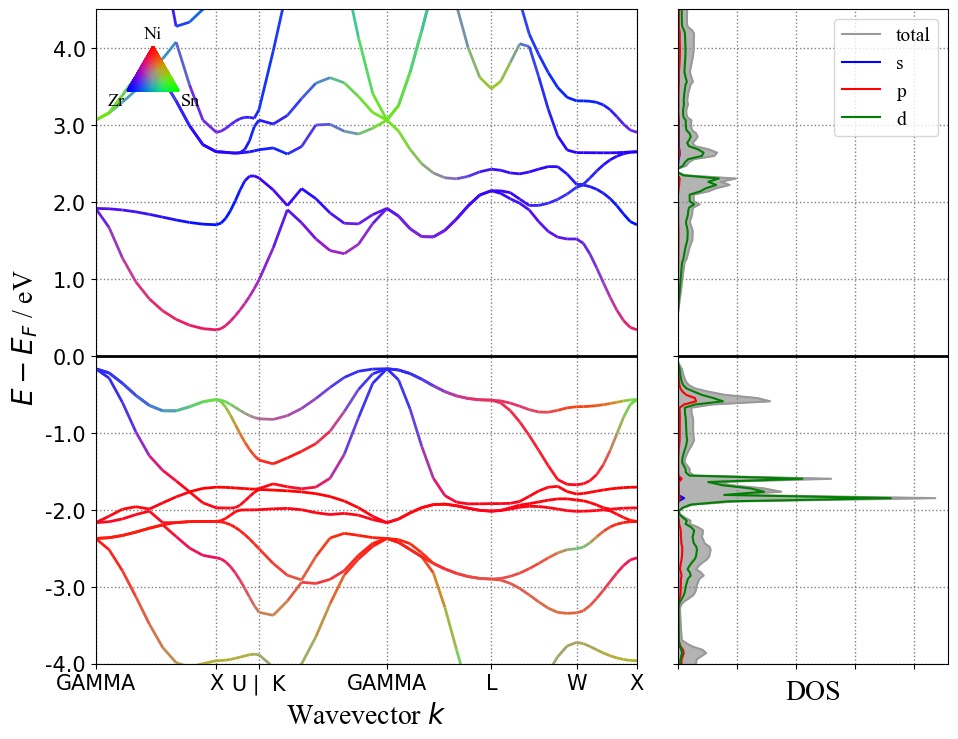 Ni
Zr
Sn
4.0
3.0
2.0
1.0
0.0
-1.0
-2.0
-3.0
-4.0
E − E_F / eV
GAMMA X U | K GAMMA L W X
Wavevector k
total
s
p
d
DOS